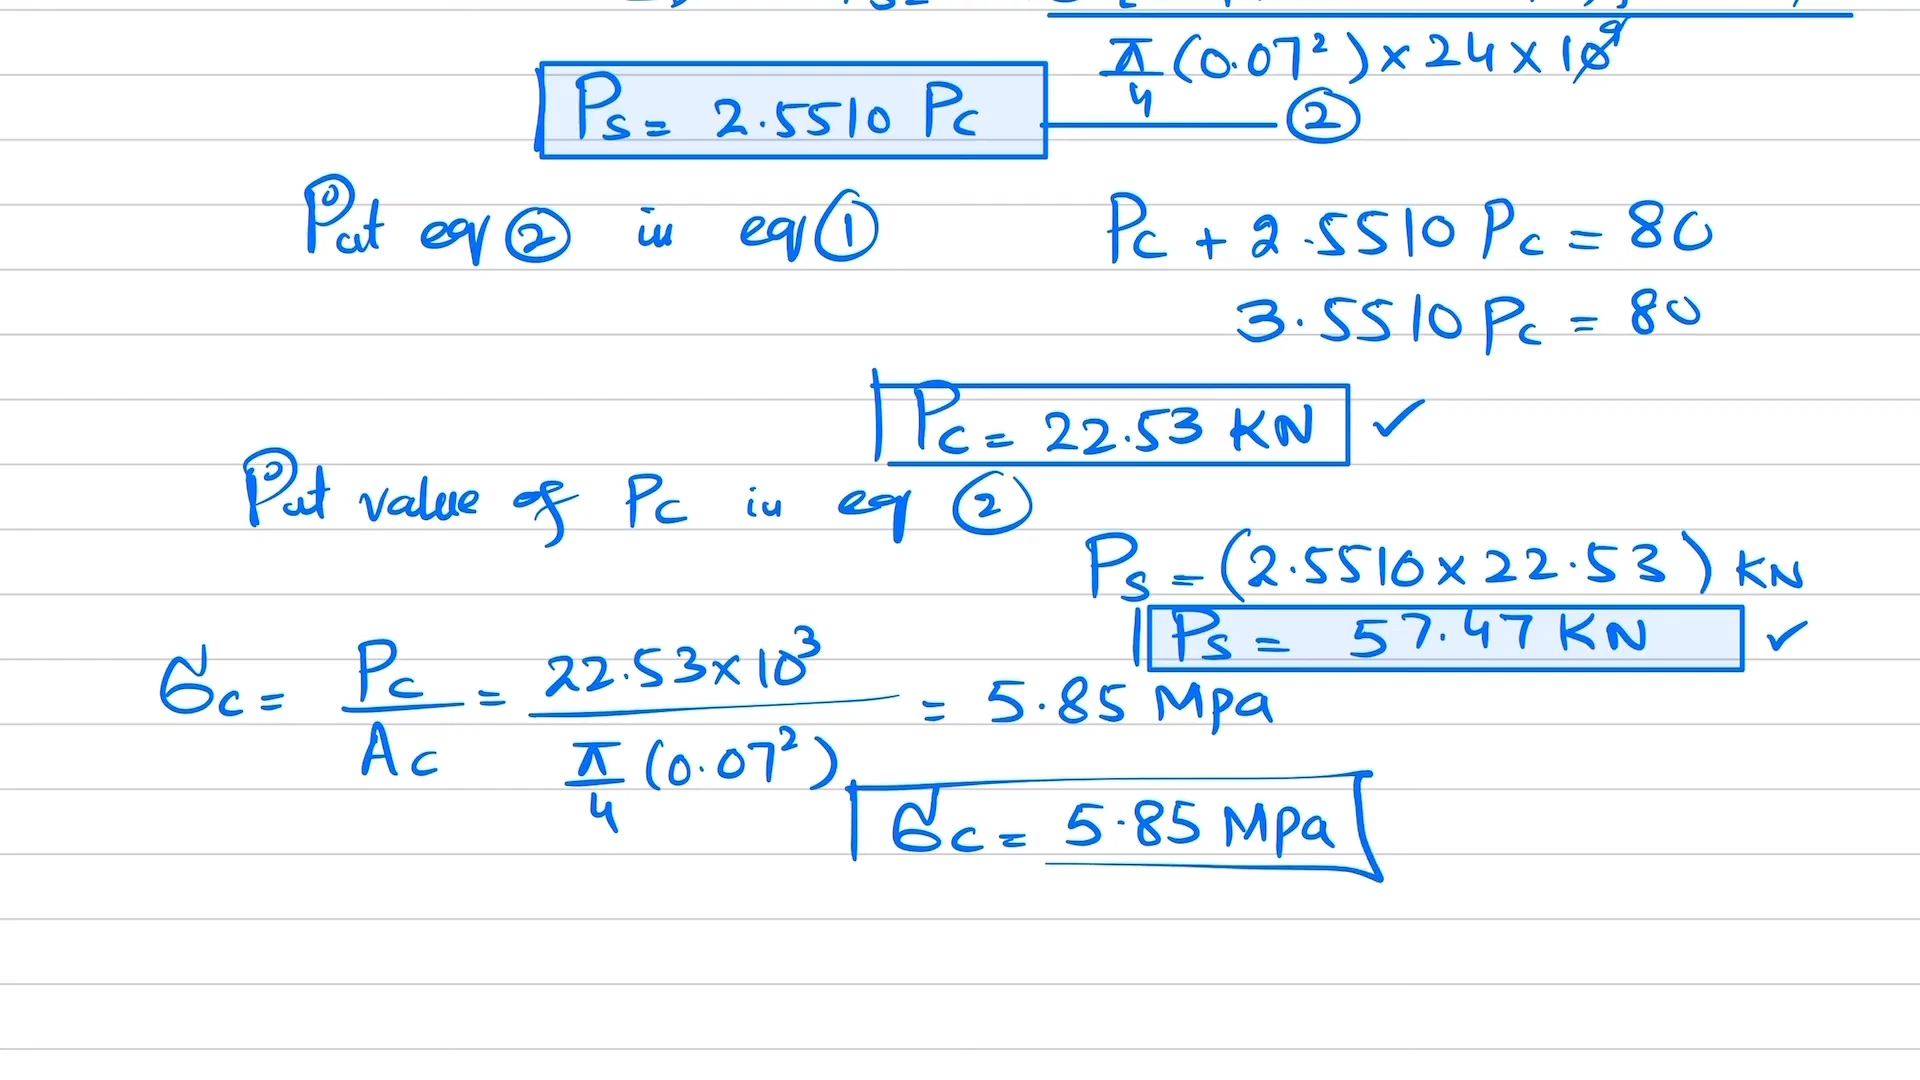 π/4 (0.07²) x 24 x 10⁹
Ps = 2.5510 Pc ——— ②
Put eq ② in eq ① Pc + 2.5510 Pc = 80
3.5510 Pc = 80
Pc = 22.53 KN ✓
Put value of Pc in eq ②
Ps = (2.5510 x 22.53) KN
Ps = 57.47 KN ✓
σc = Pc/Ac = 22.53 x 10³ / π/4 (0.07²) = 5.85 Mpa
σc = 5.85 MPa